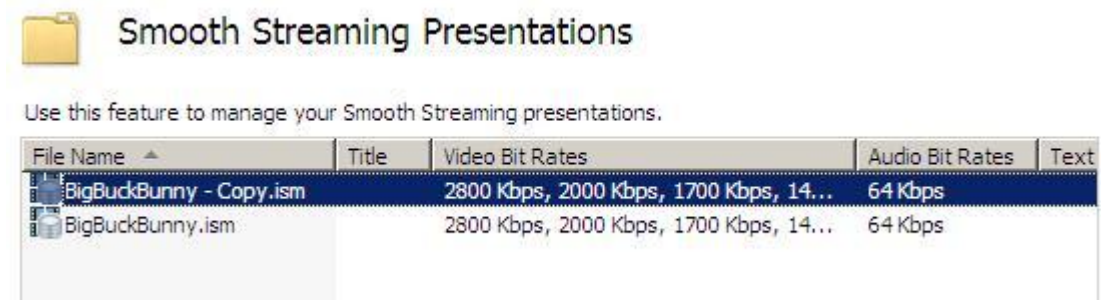 Smooth Streaming Presentations
Use this feature to manage your Smooth Streaming presentations.
File Name Title Video Bit Rates Audio Bit Rates Text
BigBuckBunny - Copy.ism 2800 Kbps, 2000 Kbps, 1700 Kbps, 14... 64 Kbps
BigBuckBunny.ism 2800 Kbps, 2000 Kbps, 1700 Kbps, 14... 64 Kbps